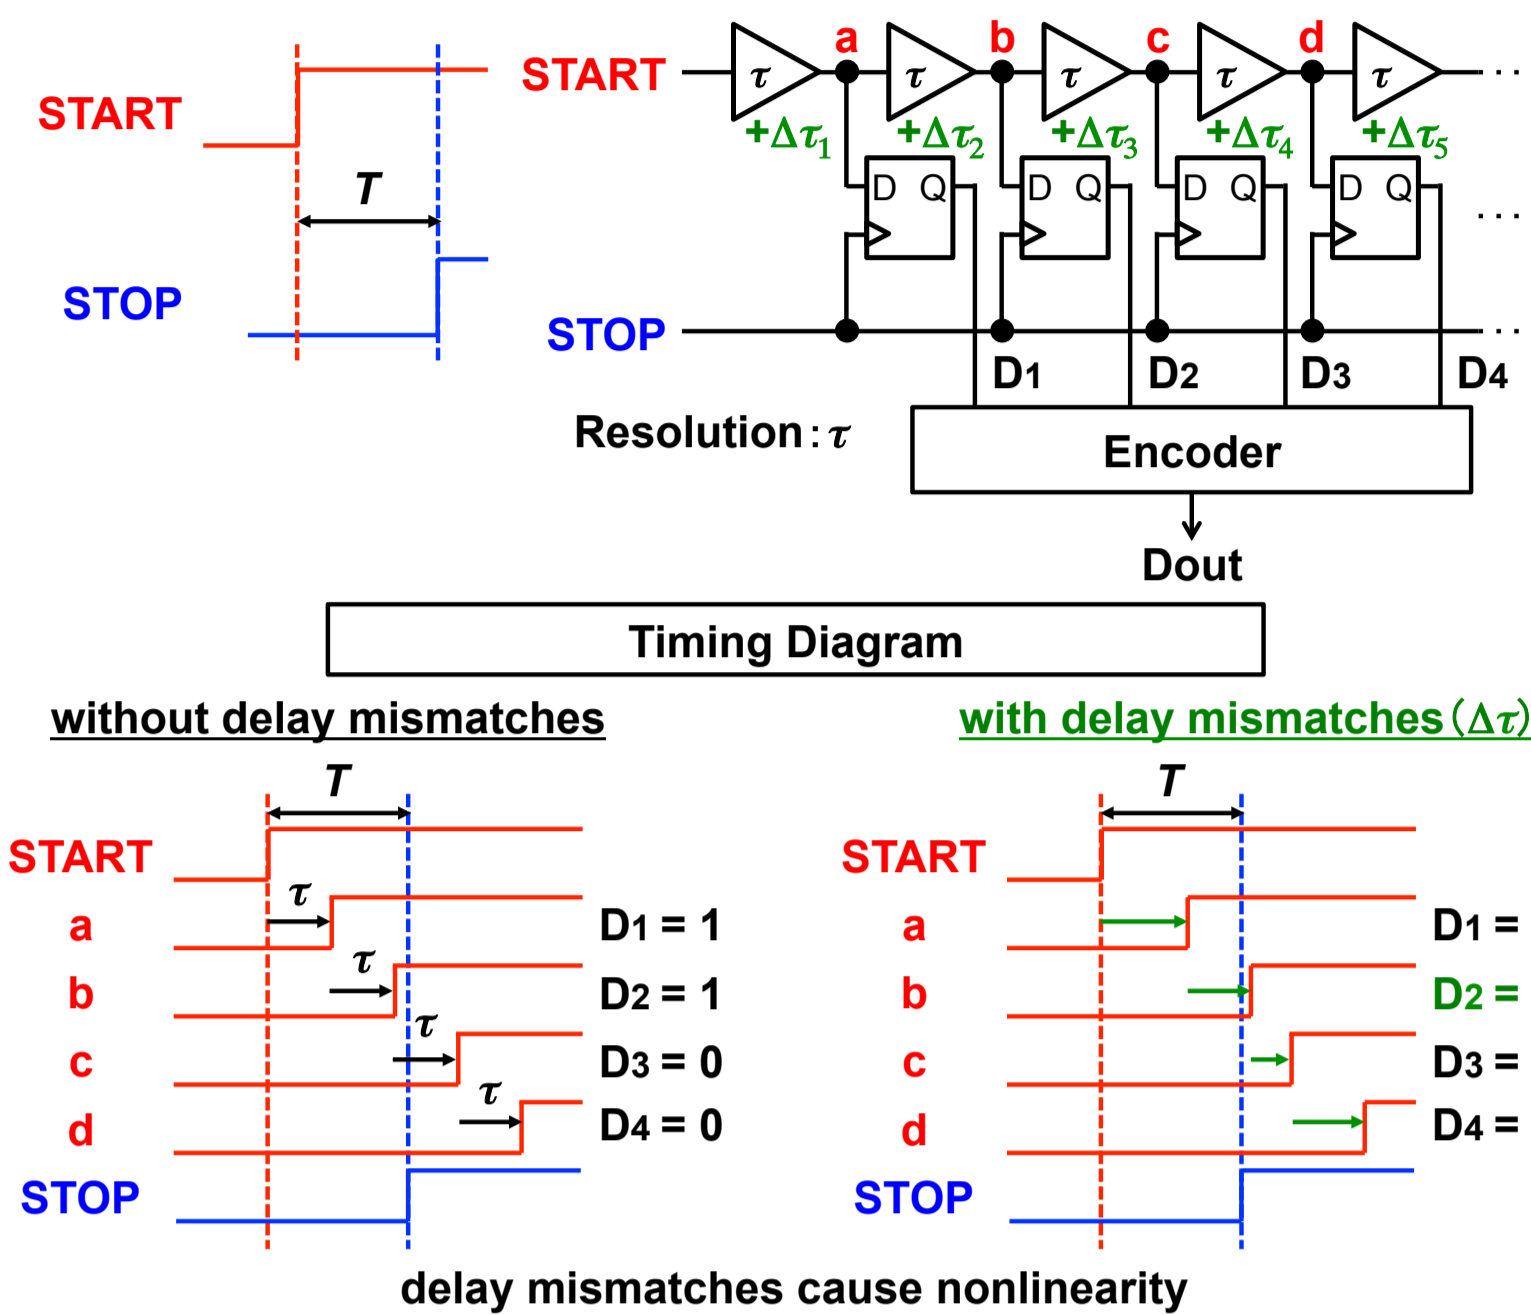 START
T
STOP
START
a
b
c
d
τ
τ
τ
τ
τ
+Δτ1
+Δτ2
+Δτ3
+Δτ4
+Δτ5
D Q
D Q
D Q
D Q
...
...
...
STOP
D1
D2
D3
D4
Resolution:τ
Encoder
Dout
Timing Diagram
without delay mismatches
T
START
τ
a
D1 = 1
τ
b
D2 = 1
τ
c
D3 = 0
τ
d
D4 = 0
STOP
with delay mismatches(Δτ)
T
START
a
D1 =
b
D2 =
c
D3 =
d
D4 =
STOP
delay mismatches cause nonlinearity